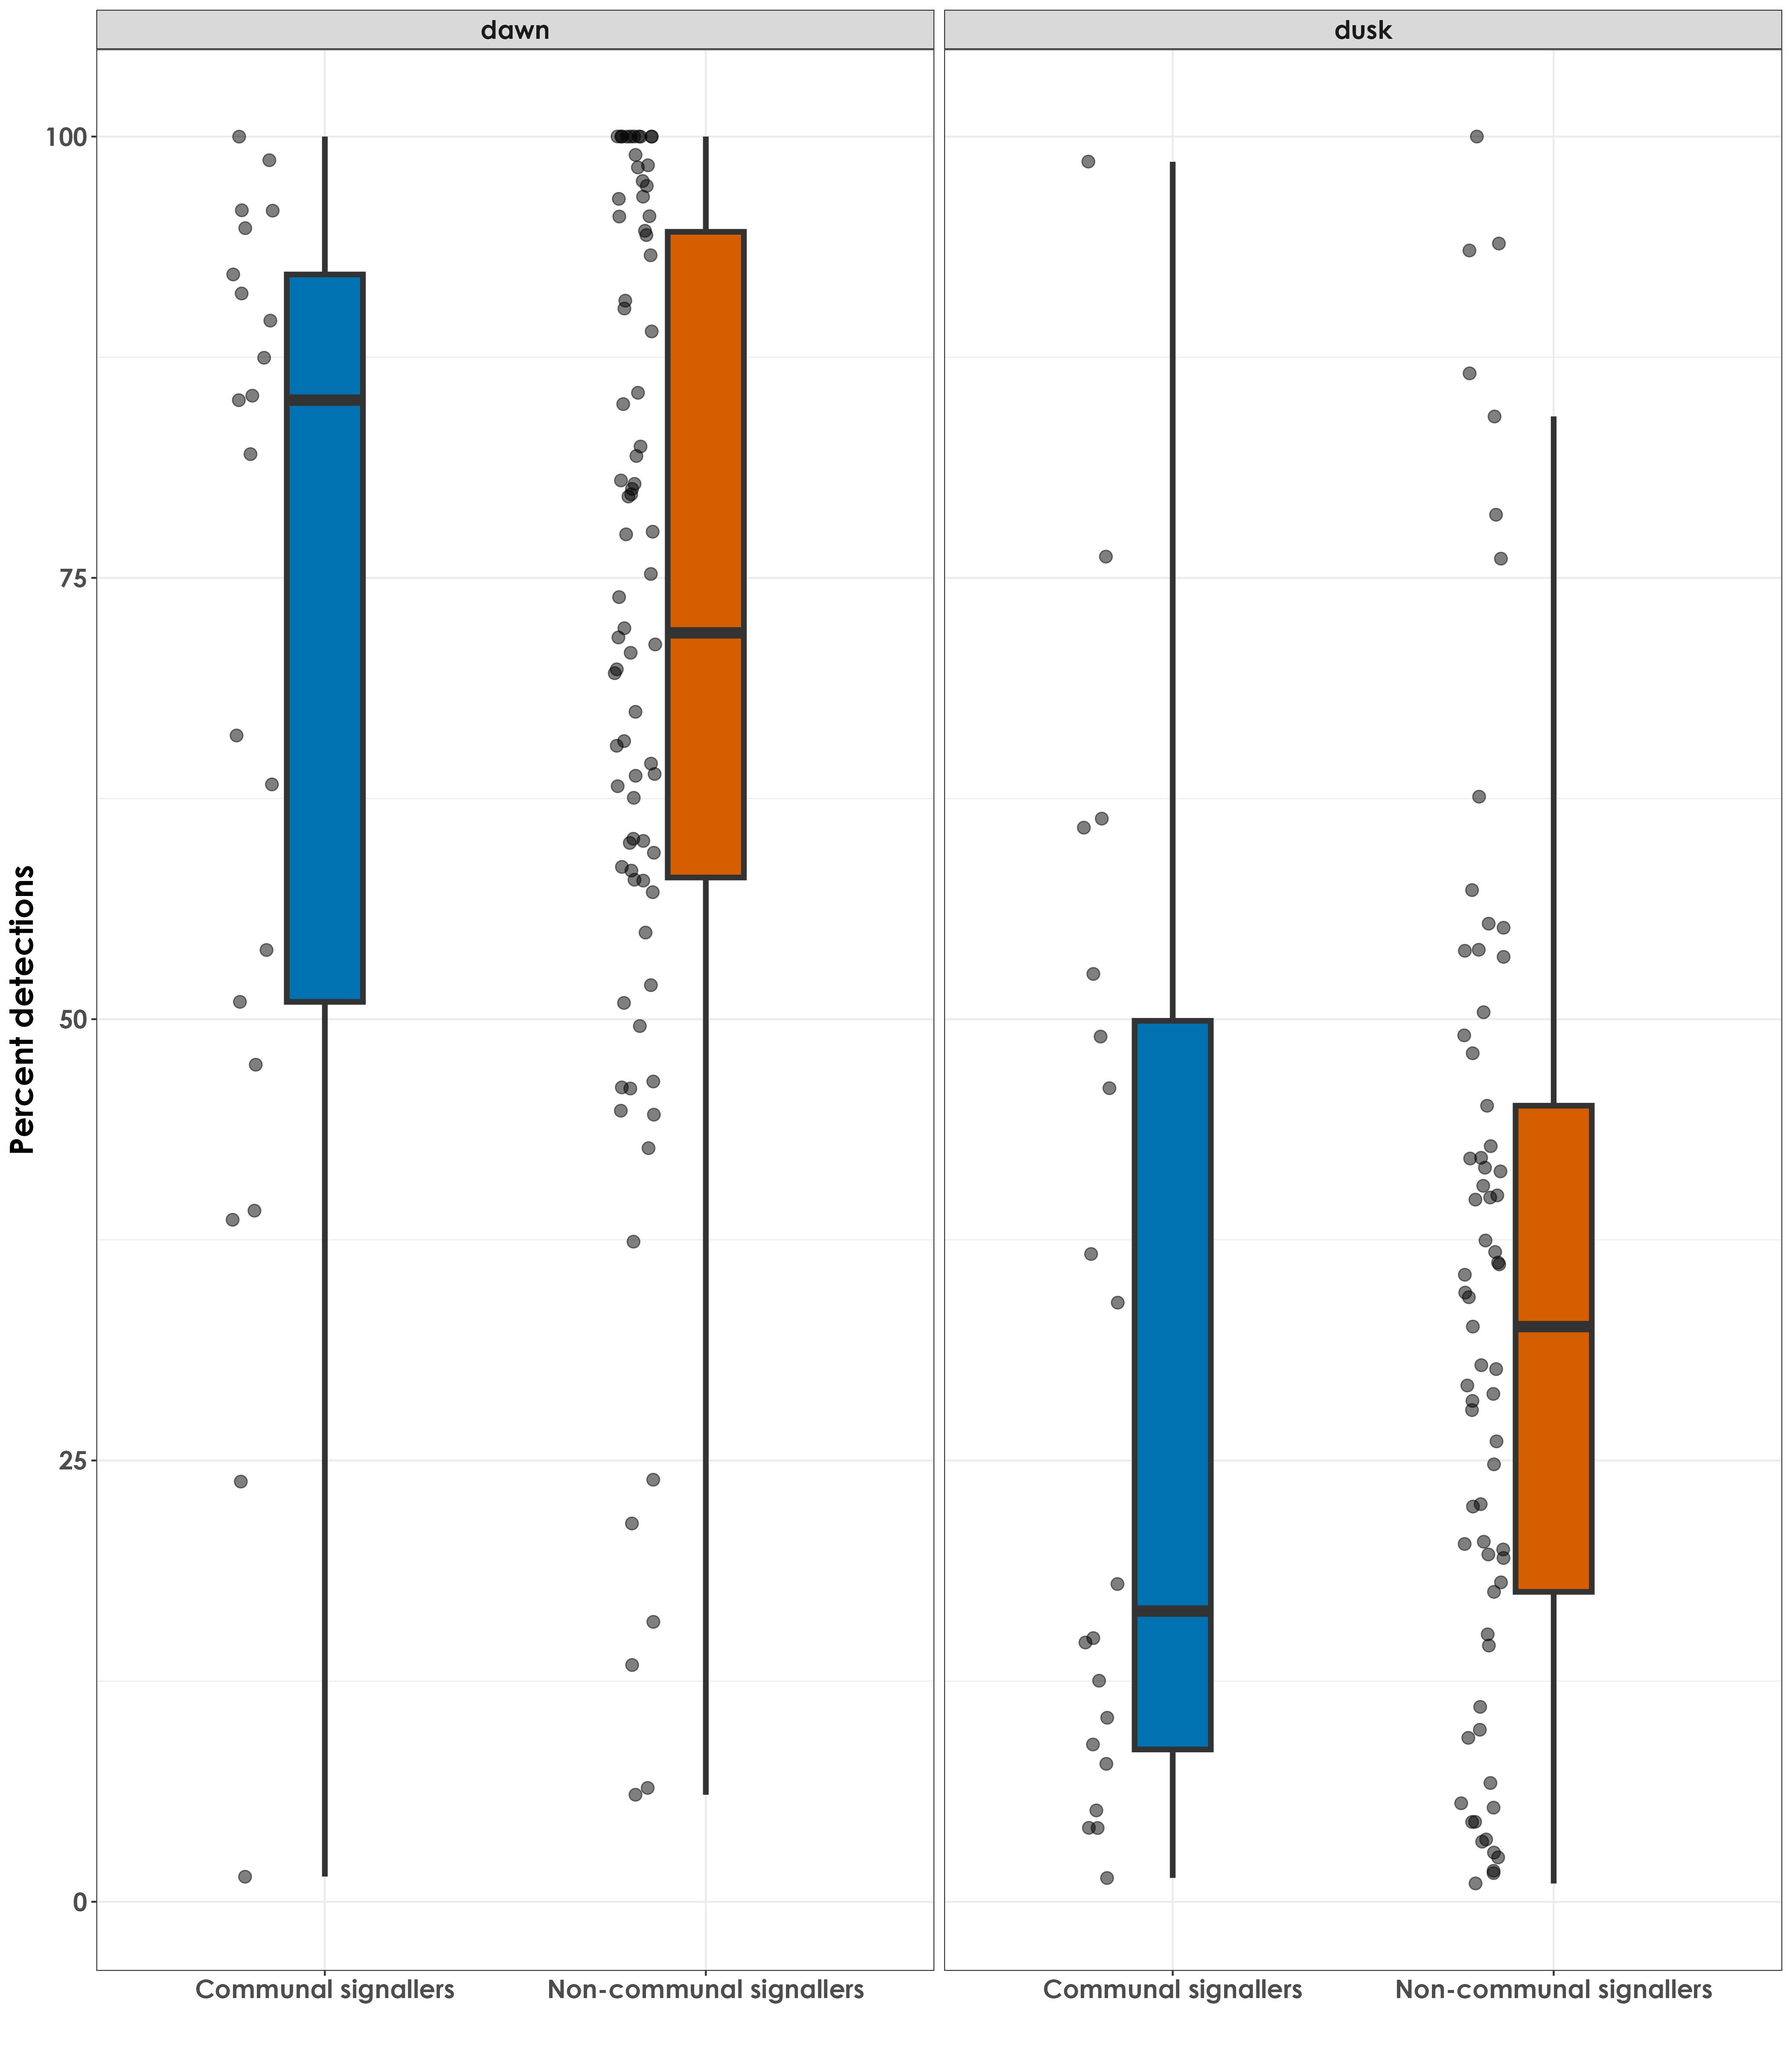 dawn
dusk
Percent detections
100
75
50
25
0
Communal signallers
Non-communal signallers
Communal signallers
Non-communal signallers